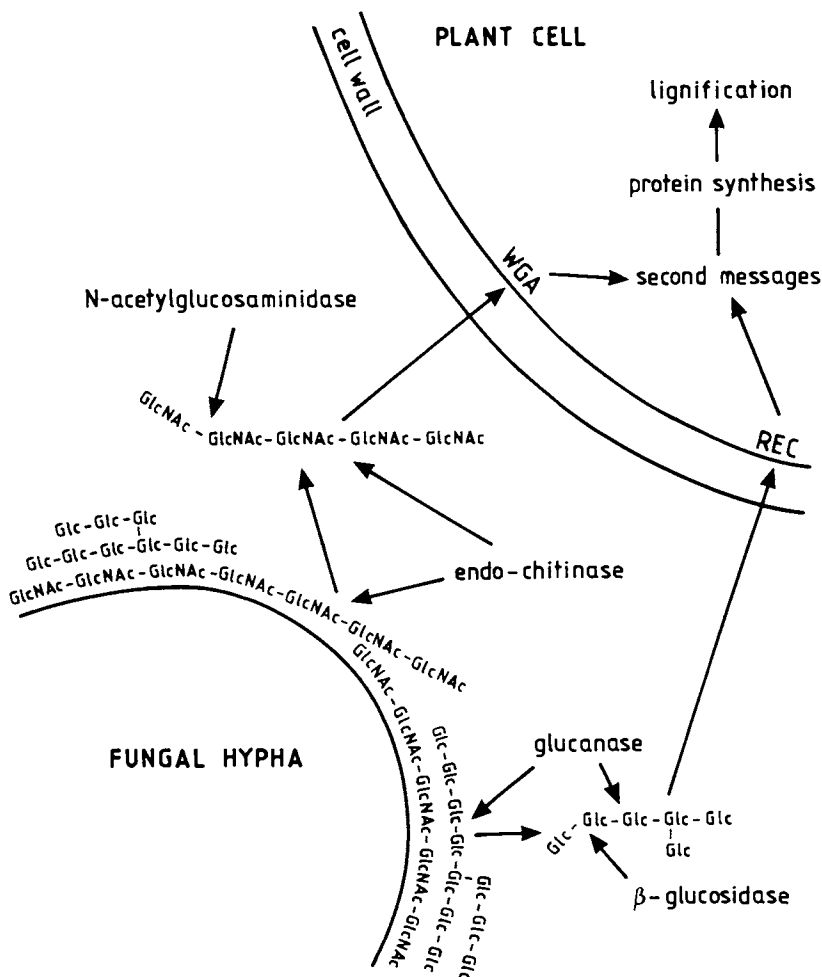 PLANT CELL
cell wall
lignification
protein synthesis
WGA
second messages
N-acetylglucosaminidase
GlcNAc -
GlcNAc - GlcNAc - GlcNAc - GlcNAc
REC
Glc - Glc - Glc
Glc - Glc - Glc - Glc - Glc - Glc
GlcNAc - GlcNAc - GlcNAc - GlcNAc - GlcNAc - GlcNAc - GlcNAc
endo-chitinase
GlcNAc - GlcNAc - GlcNAc - GlcNAc - GlcNAc
FUNGAL HYPHA
Glc - Glc - Glc - Glc - Glc - Glc - Glc
Glc - Glc - Glc
glucanase
Glc - Glc - Glc - Glc - Glc
Glc
β-glucosidase